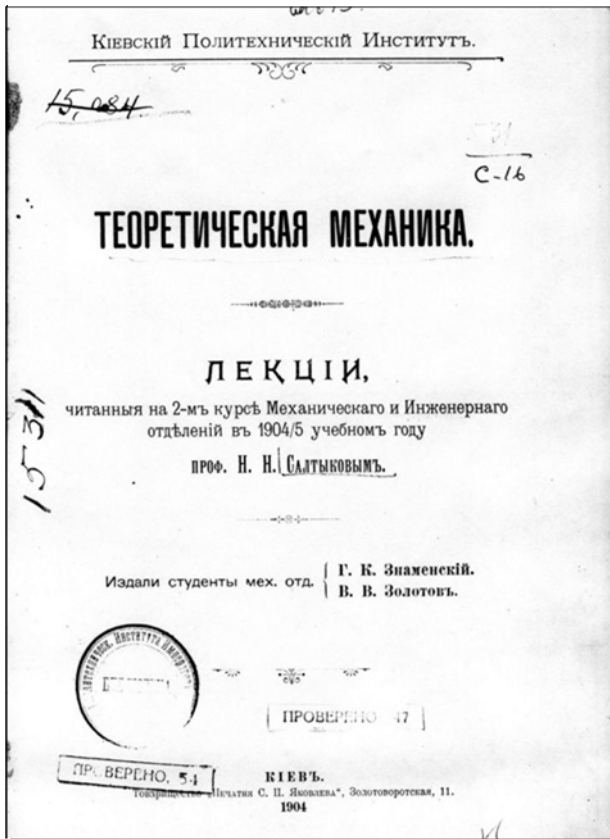 Кіевскій Политехническій Институтъ.
15,084.
С-16
ТЕОРЕТИЧЕСКАЯ МЕХАНИКА.
ЛЕКЦІИ,
читанныя на 2-мъ курсѣ Механическаго и Инженернаго
отдѣленій въ 1904/5 учебномъ году
проф. Н. Н. Салтыковымъ.
Издали студенты мех. отд.
Г. К. Знаменскій.
В. В. Золотовъ.
ПРОВЕРЕНО 47
ПРОВЕРЕНО, 54
КІЕВЪ.
Товарищество „Печатня С. П. Яковлева", Золотоворотская, 11.
1904